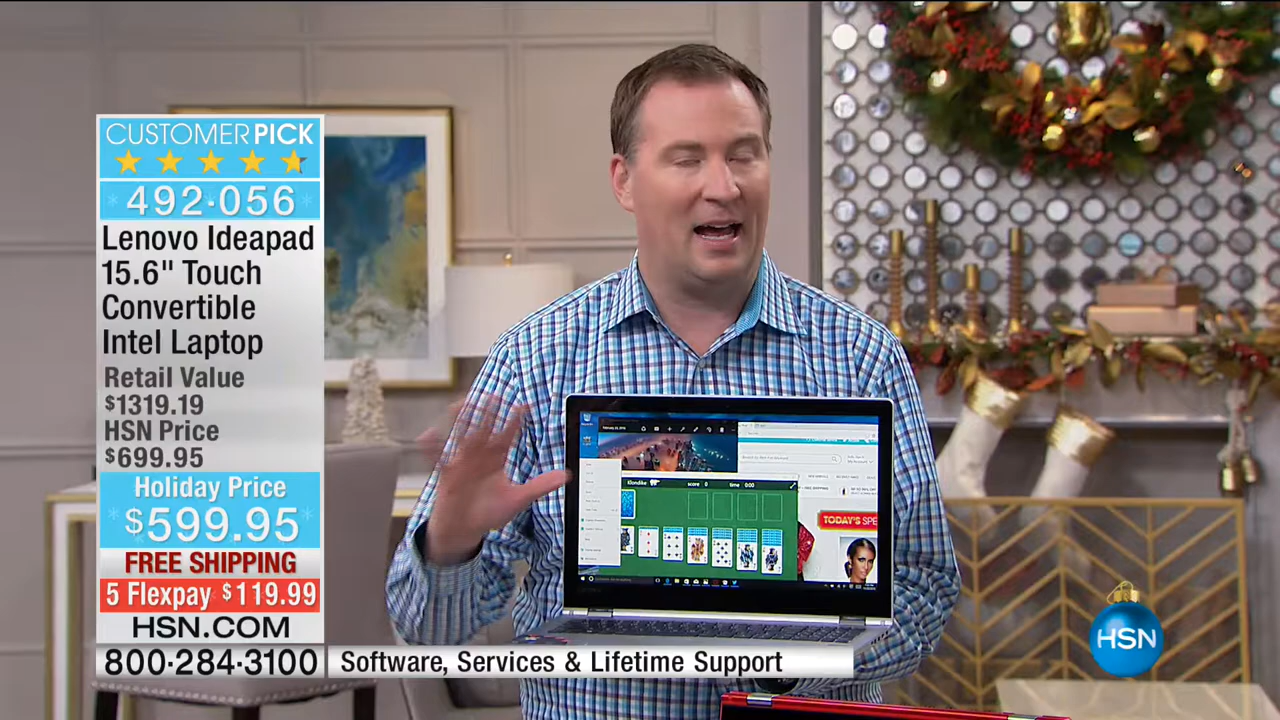 CUSTOMER PICK
492·056
Lenovo Ideapad
15.6" Touch
Convertible
Intel Laptop
Retail Value
$1319.19
HSN Price
$699.95
Holiday Price
$599.95
FREE SHIPPING
5 Flexpay $119.99
HSN.COM
800·284·3100
Software, Services & Lifetime Support
Klondike
score 0
time 0:00
TODAY'S SPE
HSN